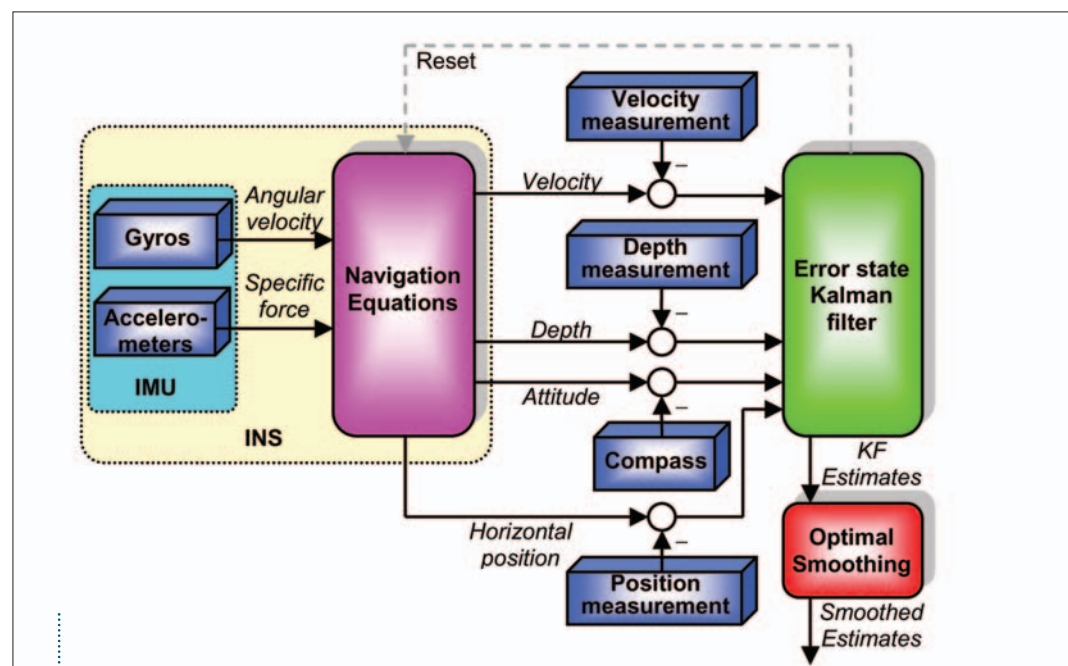 Reset
Velocity
measurement
Angular
velocity
Velocity
Gyros
Navigation
Equations
Depth
measurement
Error state
Kalman
filter
Specific
force
Accelero-
meters
Depth
IMU
Attitude
INS
Compass
KF
Estimates
Horizontal
position
Optimal
Smoothing
Position
measurement
Smoothed
Estimates
–
–
–
–